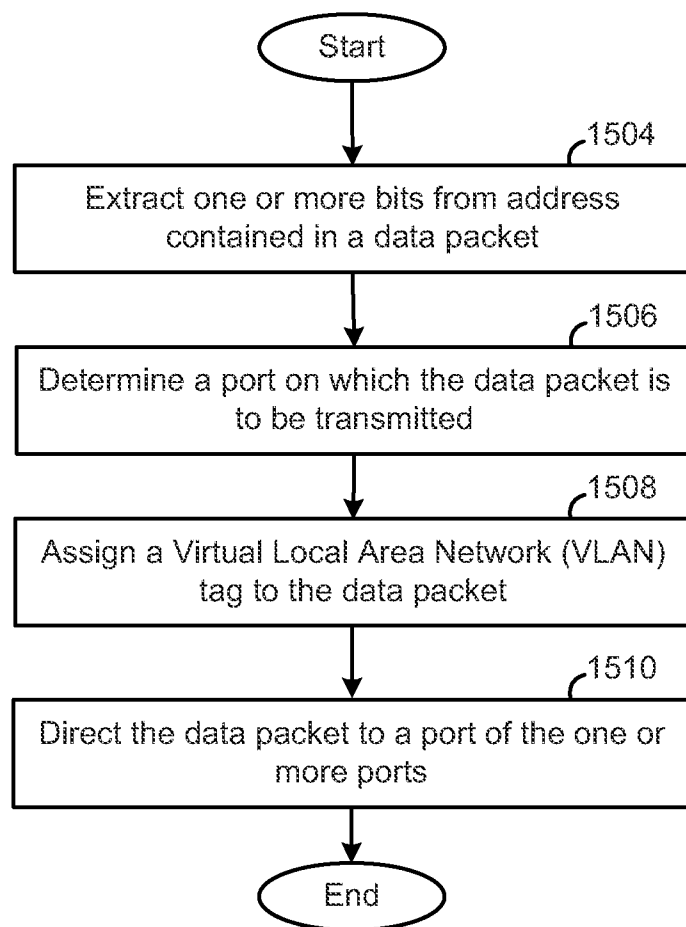 Start
1504
Extract one or more bits from address
contained in a data packet
1506
Determine a port on which the data packet is
to be transmitted
1508
Assign a Virtual Local Area Network (VLAN)
tag to the data packet
1510
Direct the data packet to a port of the one or
more ports
End